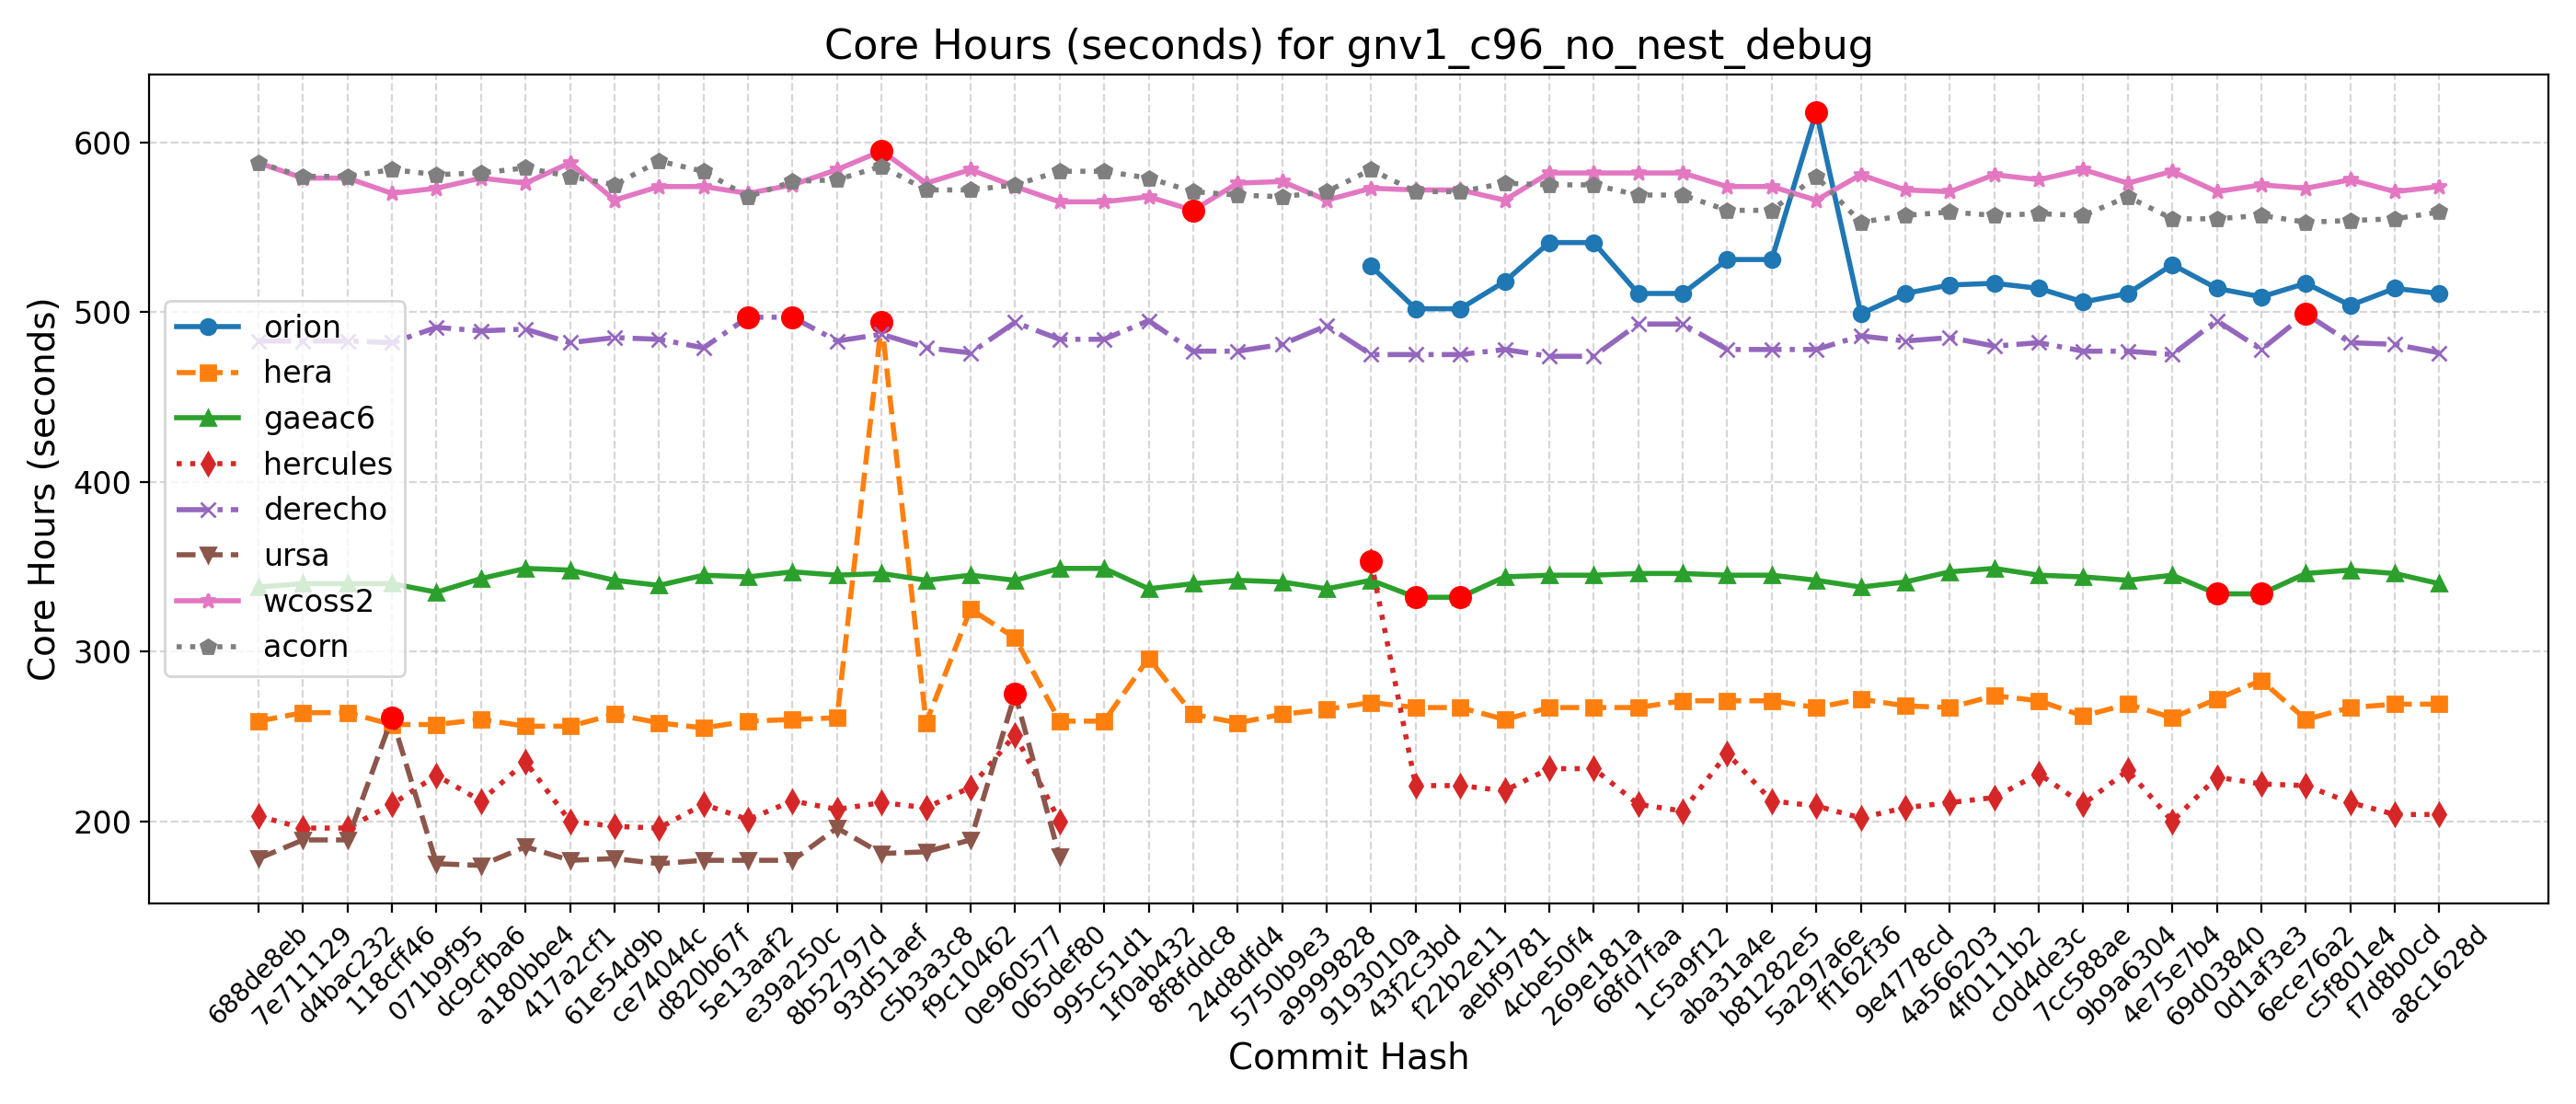 Core Hours (seconds) for gnv1_c96_no_nest_debug
Core Hours (seconds)
600
500
400
300
200
orion
hera
gaeac6
hercules
derecho
ursa
wcoss2
acorn
688de8eb
7e711129
d4bac232
118cff46
071b9f95
dc9cfba6
a180bbe4
417a2cf1
61e54d9b
ce74044c
d820b67f
5e13aaf2
e39a250c
8b52797d
93d51aef
c5b3a3c8
f9c10462
0e960577
065def80
995c51d1
1f0ab432
8f8fddc8
24d8dfd4
5750b9e3
a9999828
9193010a
43f2c3bd
f22b2e11
aebf9781
4cbe50f4
269e181a
68fd7faa
1c5a9f12
aba31a4e
b81282e5
5a297a6e
ff162f36
9e4778cd
4a566203
4f0111b2
c0d4de3c
7cc588ae
9b9a6304
4e75e7b4
69d03840
0d1af3e3
6ece76a2
c5f801e4
f7d8b0cd
a8c1628d
Commit Hash